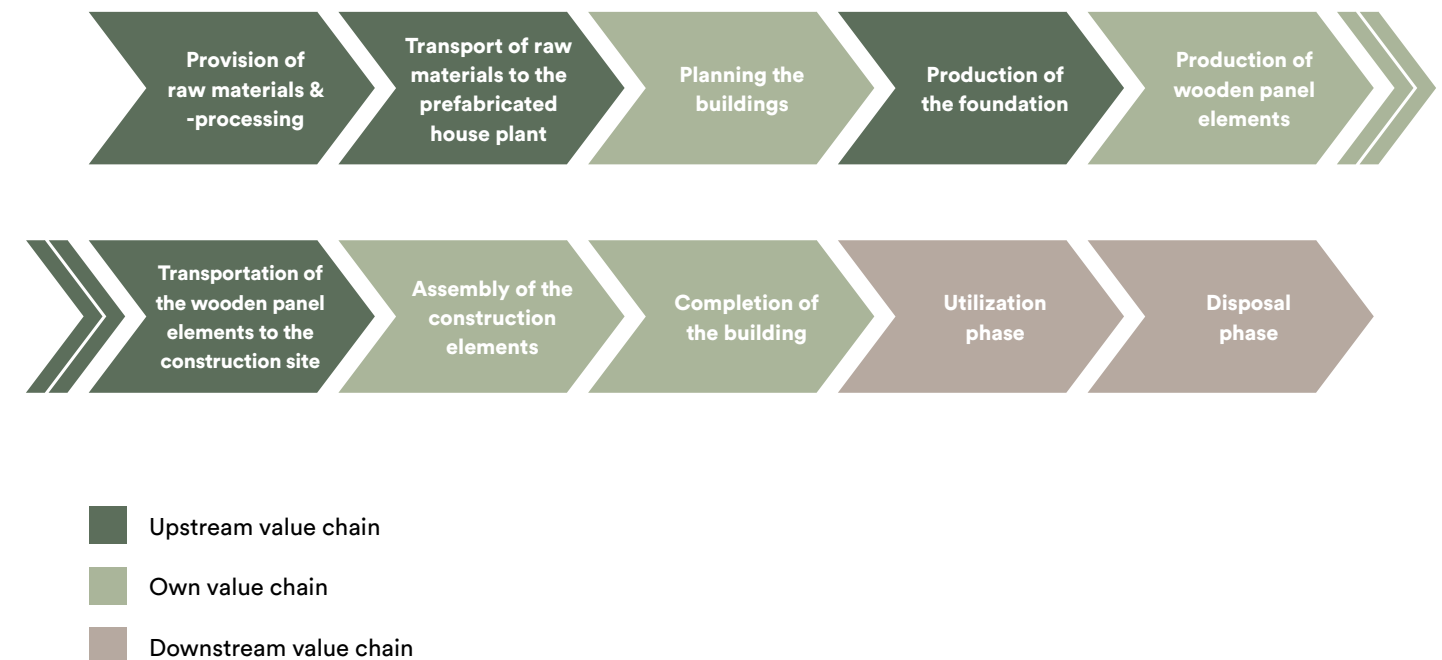 Provision of
raw materials &
-processing
Transport of raw
materials to the
prefabricated
house plant
Planning the
buildings
Production of
the foundation
Production of
wooden panel
elements
Transportation of
the wooden panel
elements to the
construction site
Assembly of the
construction
elements
Completion of
the building
Utilization
phase
Disposal
phase
Upstream value chain
Own value chain
Downstream value chain